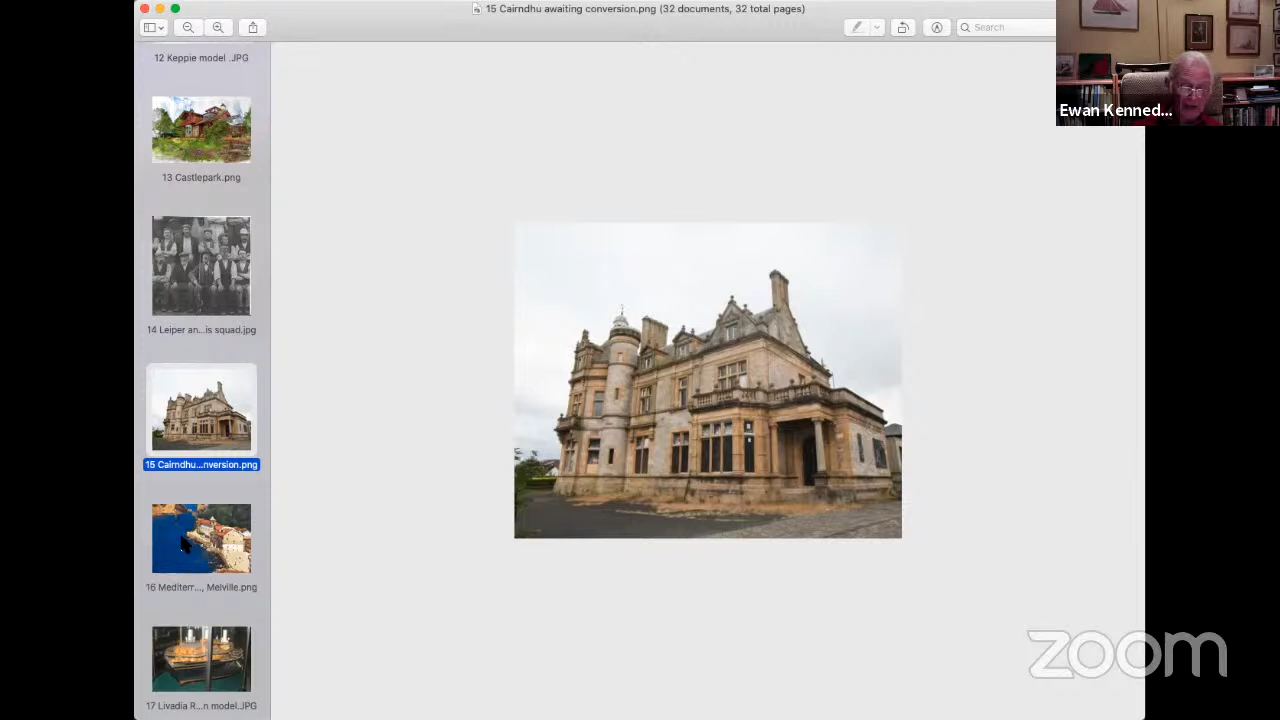 15 Cairndhu awaiting conversion.png (32 documents, 32 total pages)
Search
Ewan Kenned...
12 Keppie model .JPG
13 Castlepark.png
14 Leiper an...is squad.jpg
15 Cairndhu...nversion.png
16 Mediterr..., Melville.png
17 Livadia R...n model.JPG
zoom